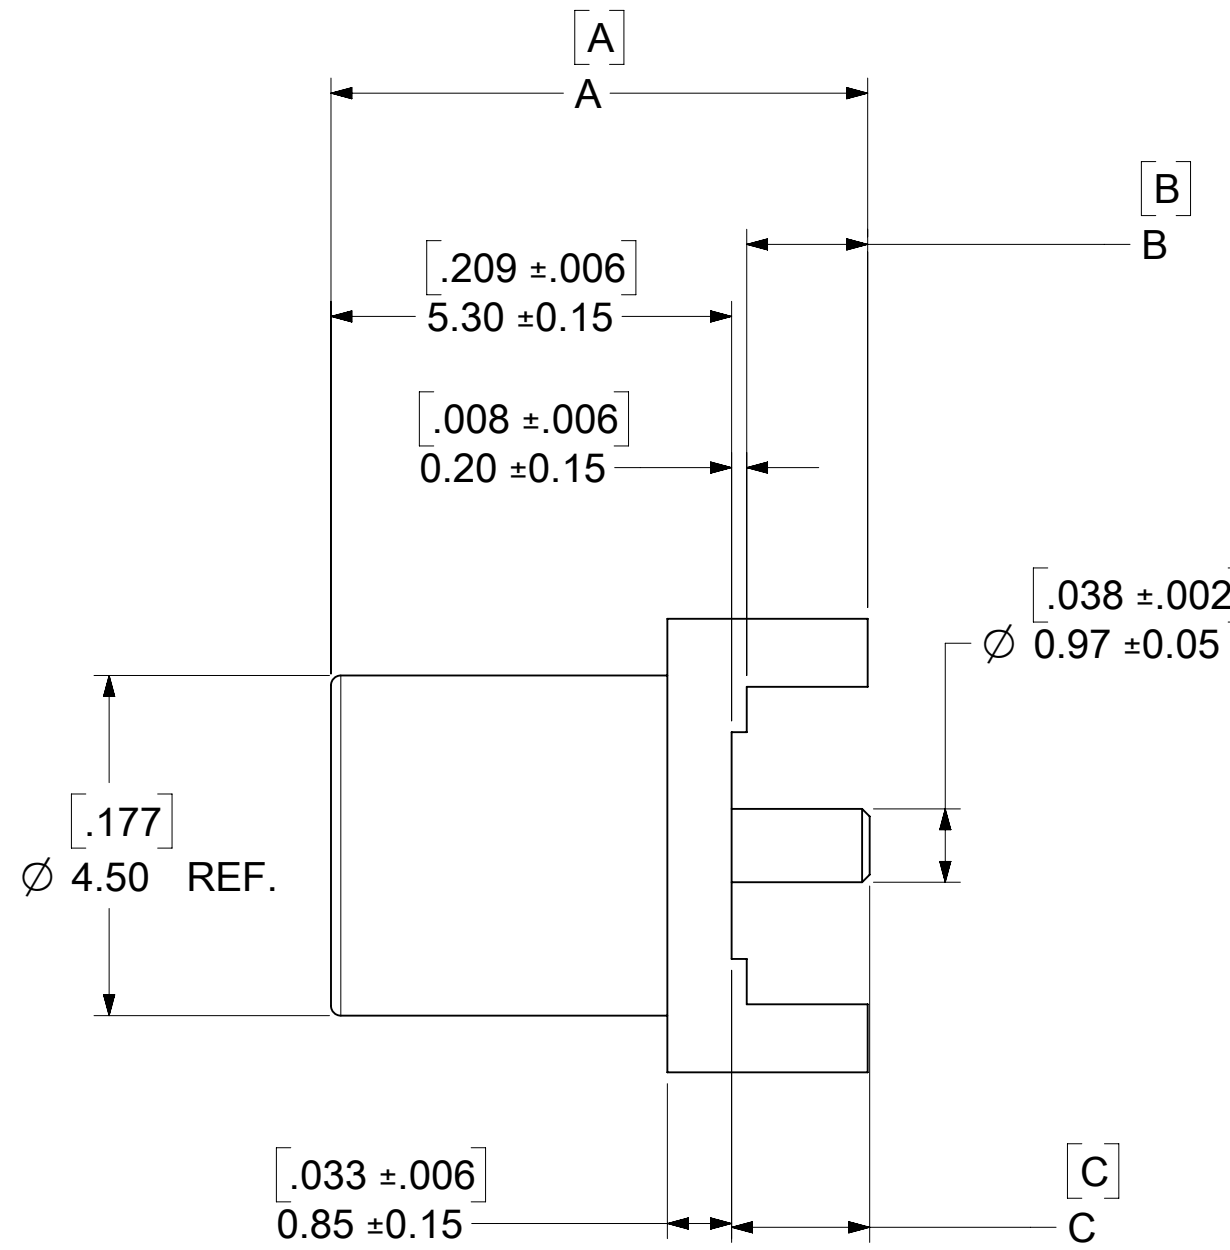 [A]
A
[B]
B
[.209 ±.006]
5.30 ±0.15
[.008 ±.006]
0.20 ±0.15
[.038 ±.002]
∅ 0.97 ±0.05
[.177]
∅ 4.50 REF.
[.033 ±.006]
0.85 ±0.15
[C]
C